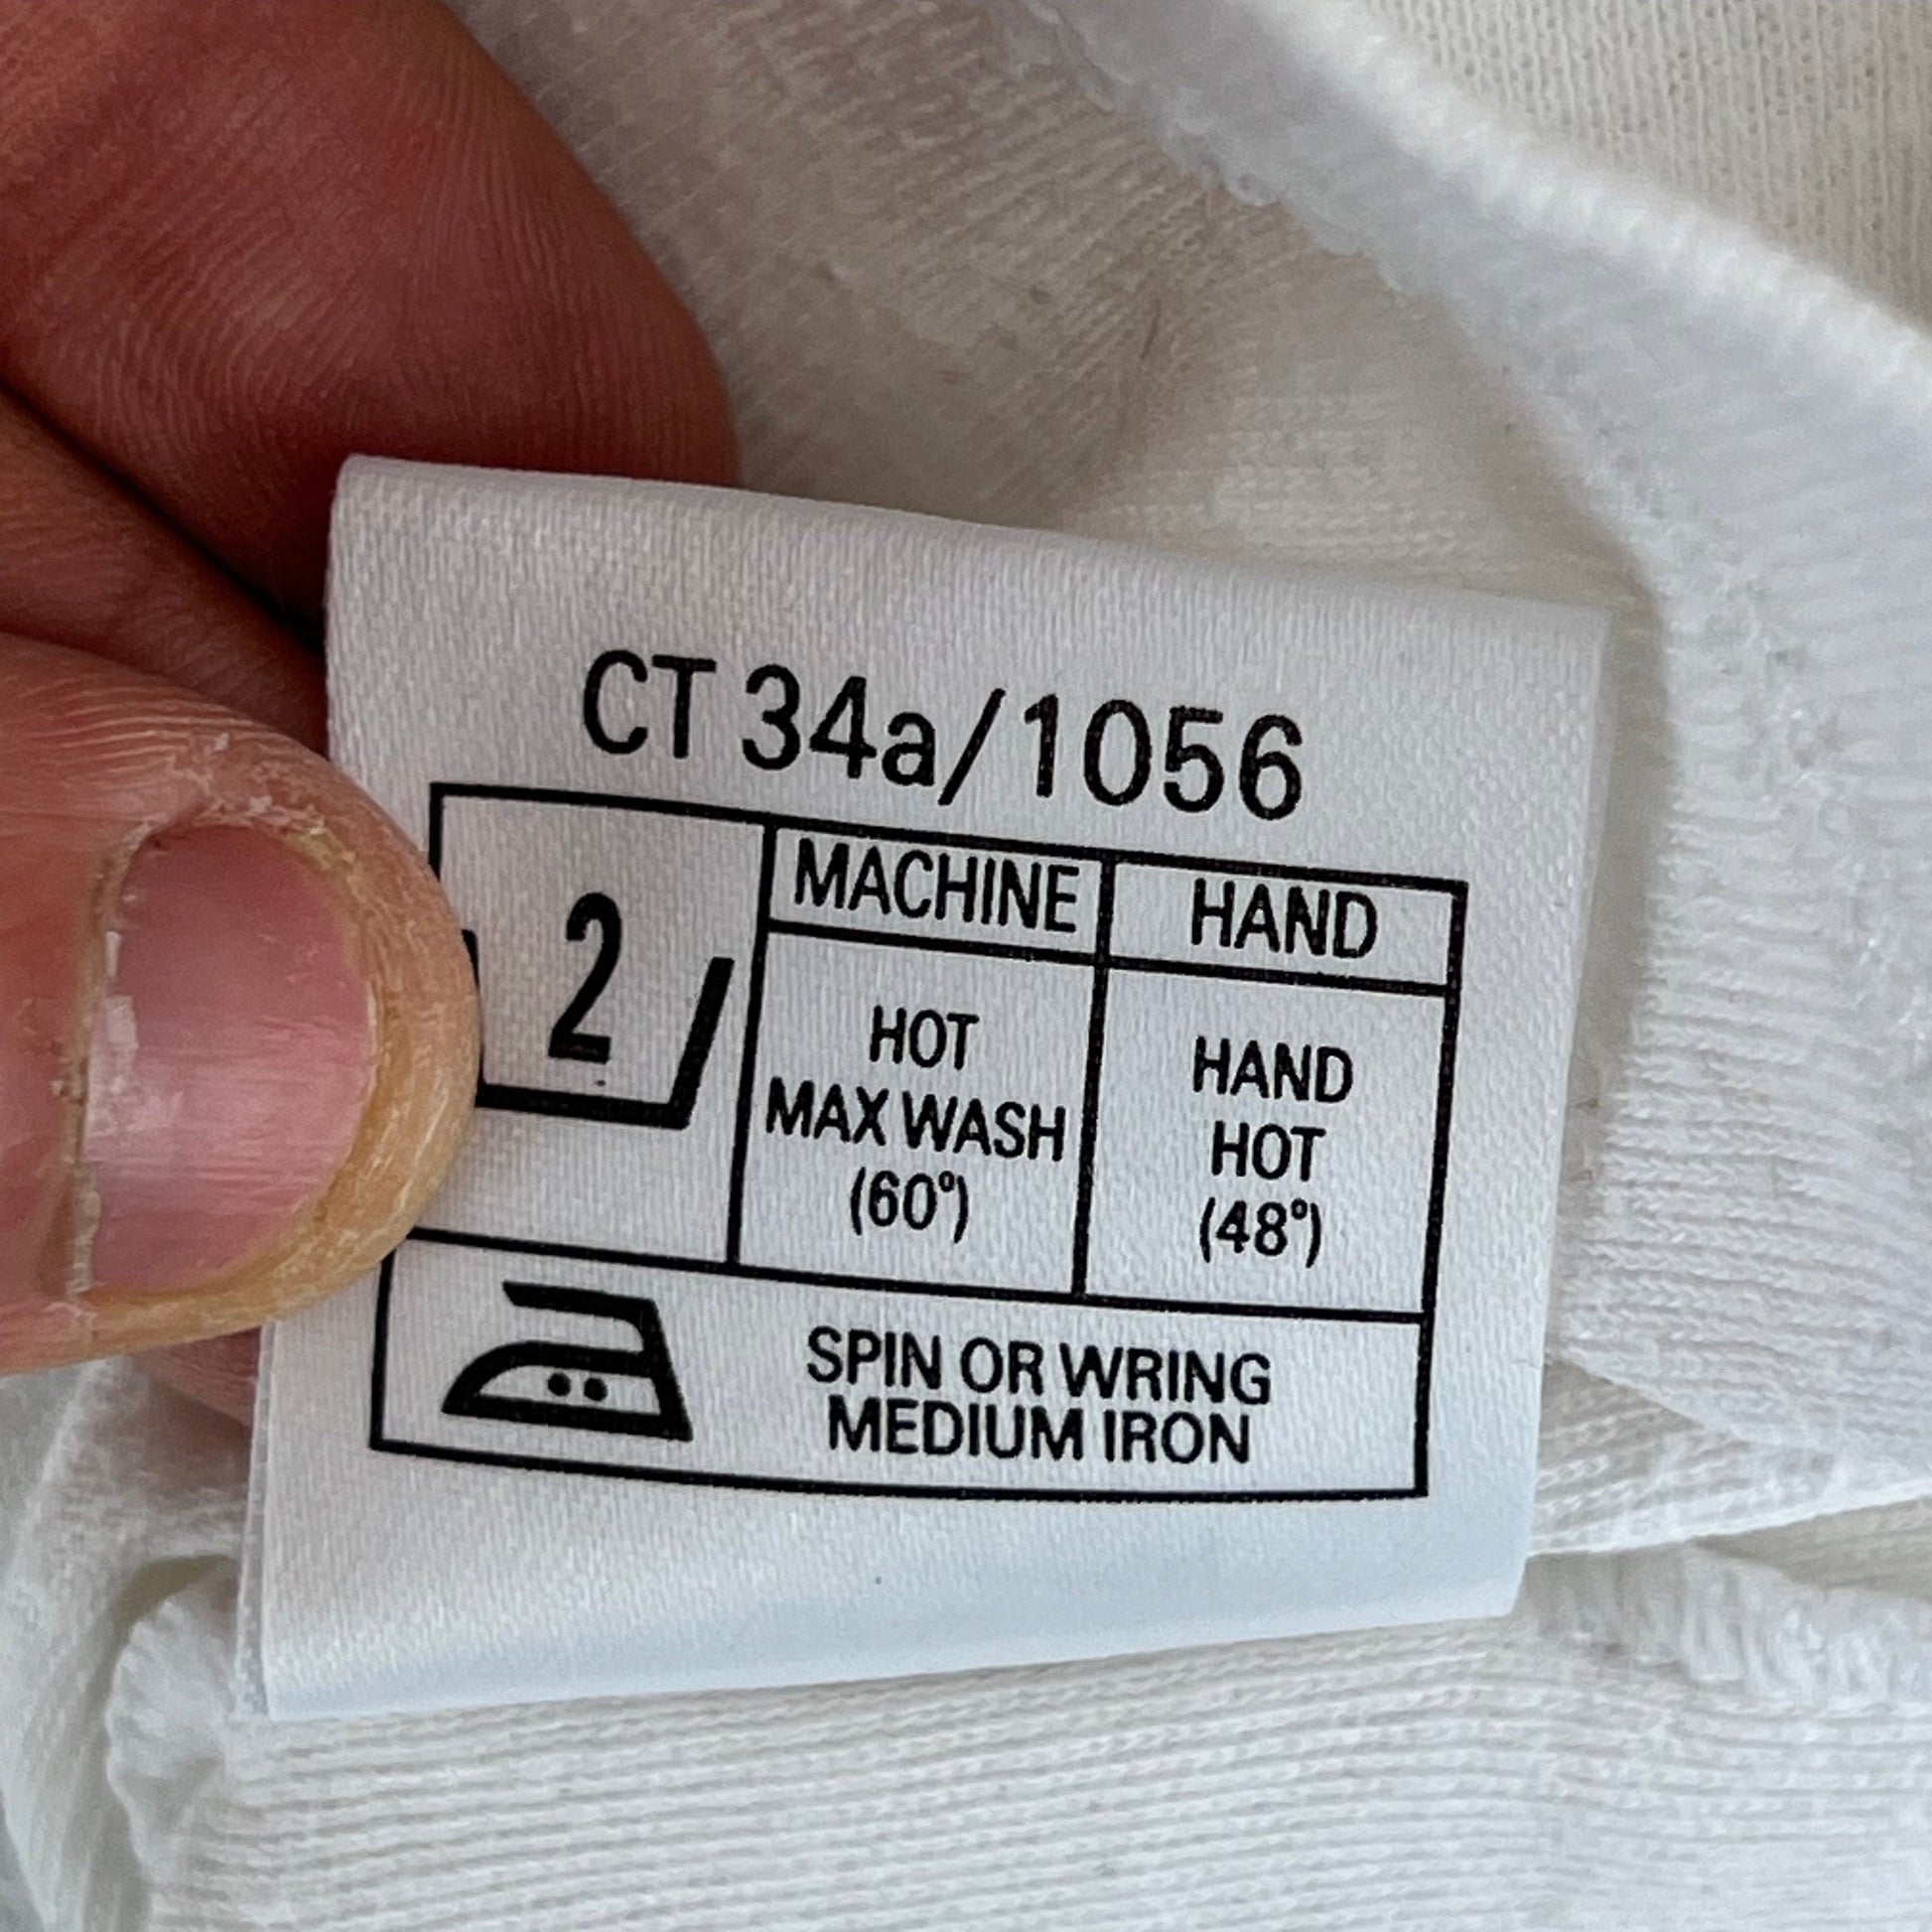 CT 34a/1056
2
MACHINE
HAND
HOT
MAX WASH
(60°)
HAND
HOT
(48°)
SPIN OR WRING
MEDIUM IRON